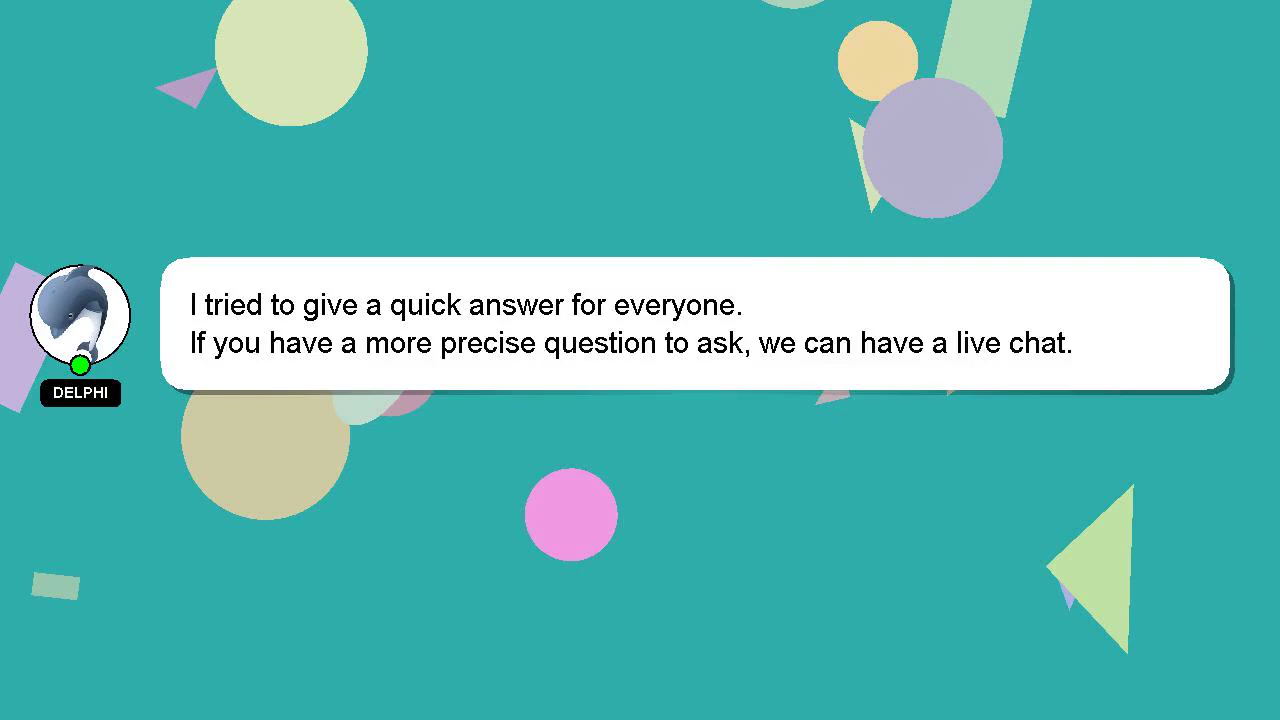 I tried to give a quick answer for everyone.
If you have a more precise question to ask, we can have a live chat.
DELPHI